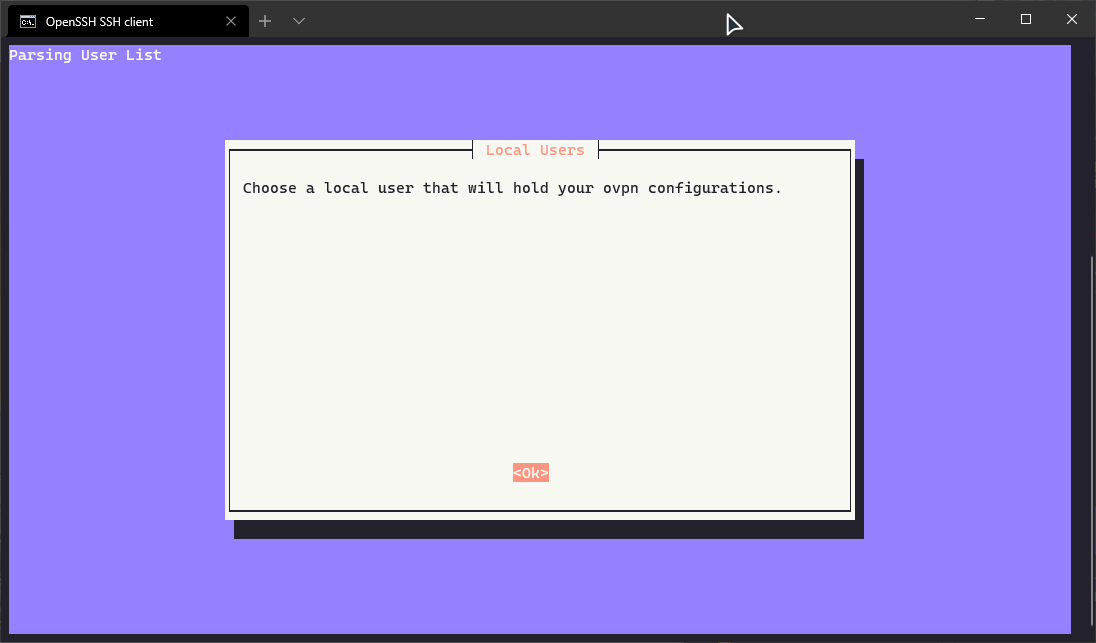 OpenSSH SSH client
Parsing User List
Local Users
Choose a local user that will hold your ovpn configurations.
<Ok>